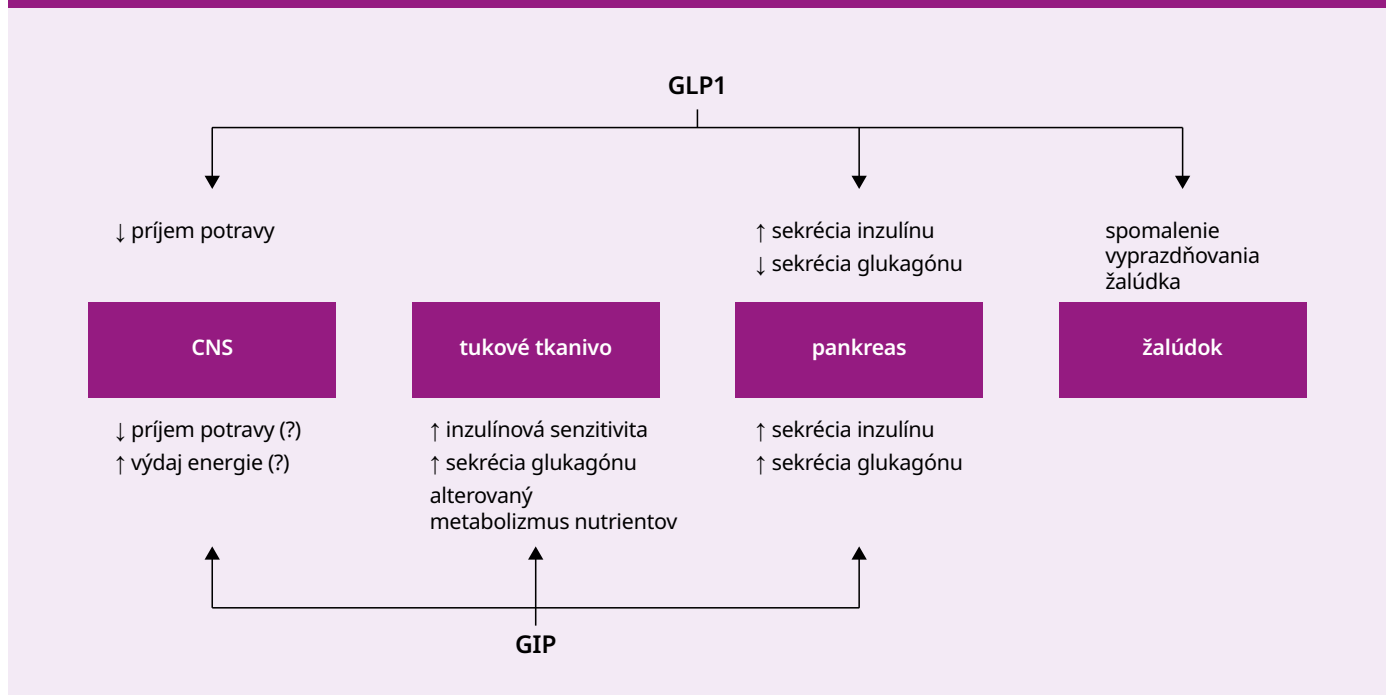 GLP1
↓ príjem potravy
↑ sekrécia inzulínu
↓ sekrécia glukagónu
spomalenie
vyprazdňovania
žalúdka
CNS
tukové tkanivo
pankreas
žalúdok
↓ príjem potravy (?)
↑ výdaj energie (?)
↑ inzulínová senzitivita
↑ sekrécia glukagónu
alterovaný
metabolizmus nutrientov
↑ sekrécia inzulínu
↑ sekrécia glukagónu
GIP